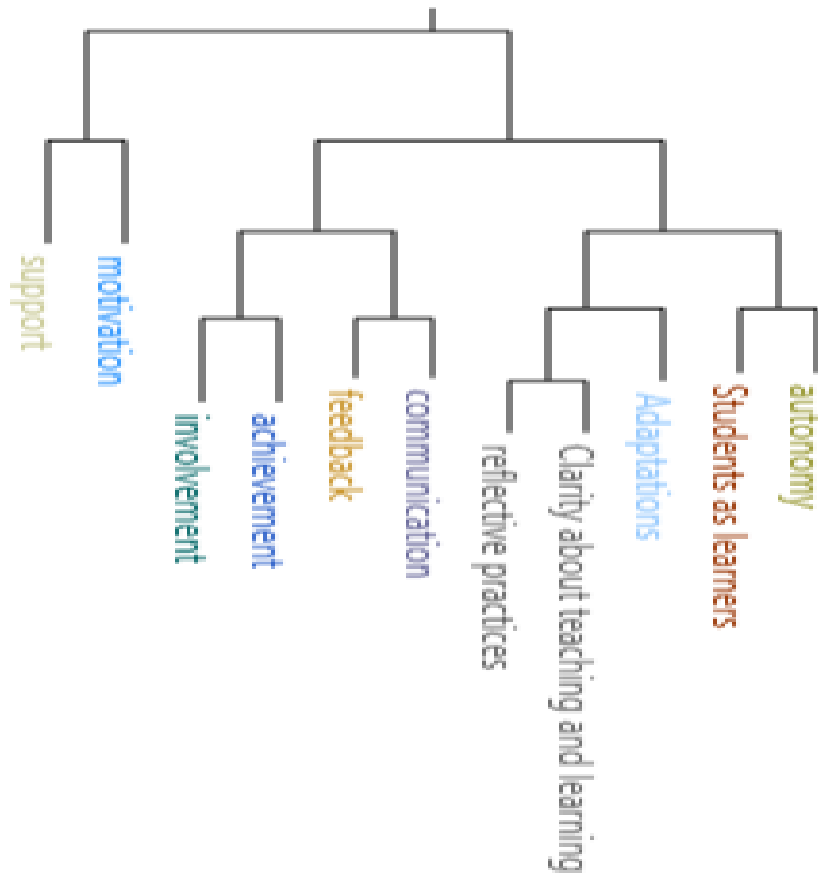 support
motivation
involvement
achievement
feedback
communication
reflective practices
Clarity about teaching and learning
Adaptations
Students as learners
autonomy